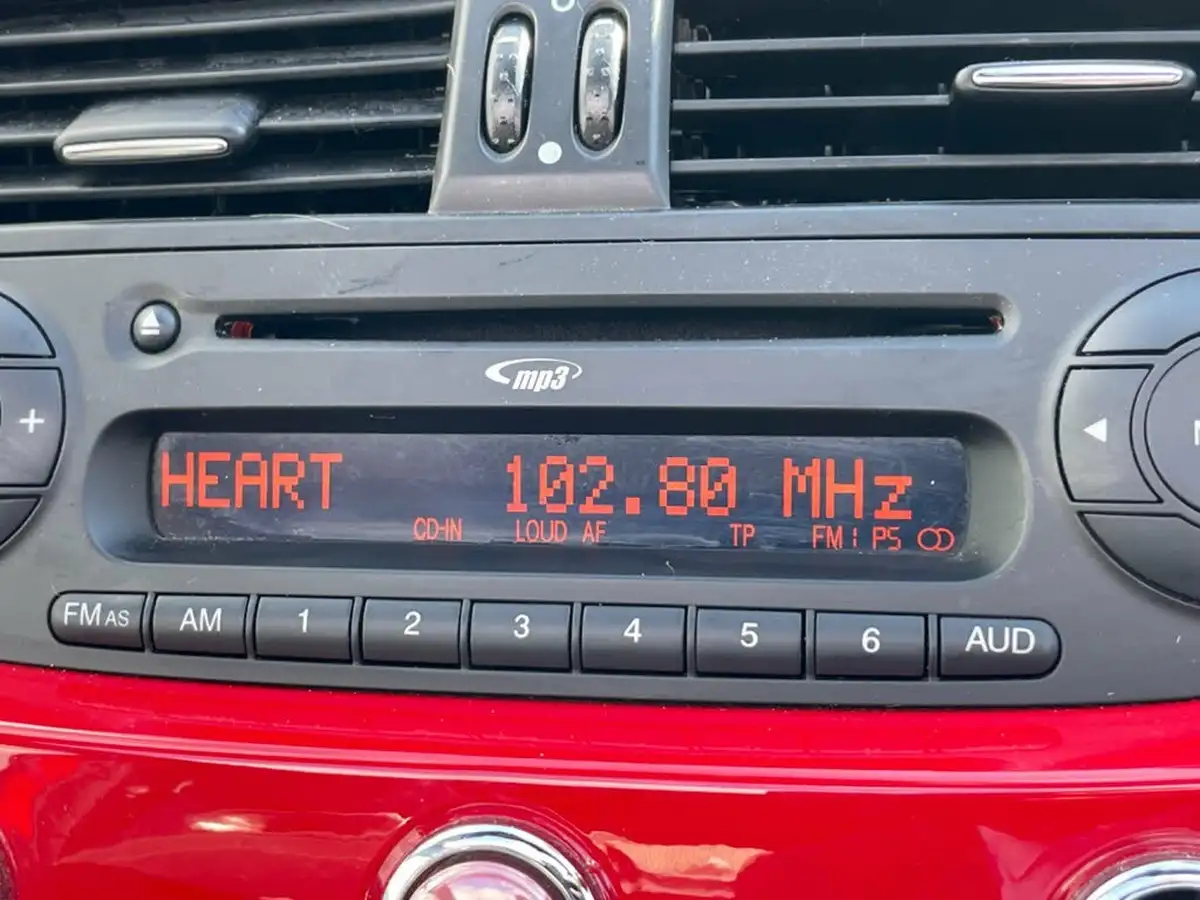 mp3
HEART 102.80 MHz
CD-IN LOUD AF TP FM1 PS
FM AS AM 1 2 3 4 5 6 AUD
+